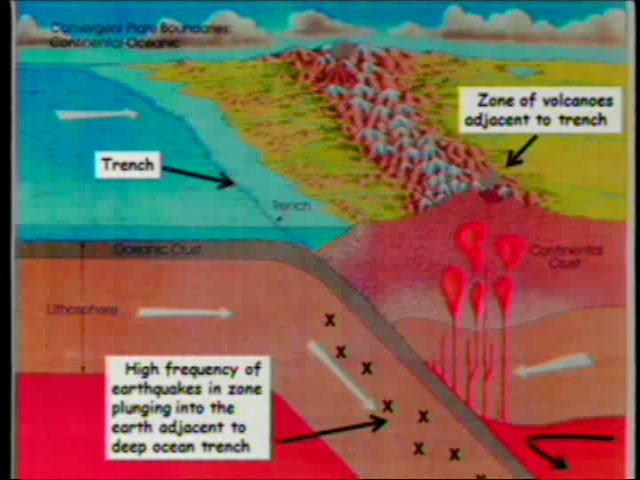 Convergent Plate Boundaries:
Continental-Oceanic
Zone of volcanoes
adjacent to trench
Trench
Trench
Oceanic Crust
Continental
Crust
Lithosphere
High frequency of
earthquakes in zone
plunging into the
earth adjacent to
deep ocean trench
x
x
x
x
x
x
x
x